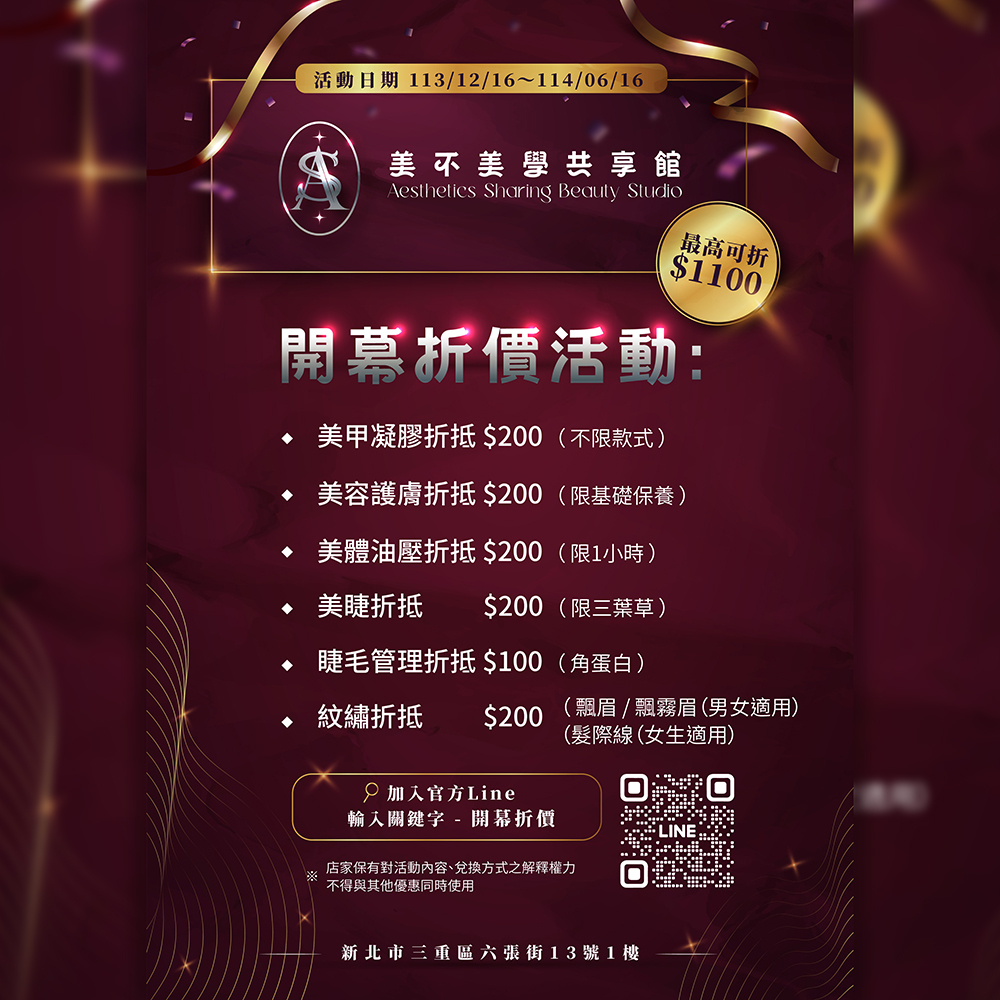 活動日期 113/12/16～114/06/16
美不美學共享館
Aesthetics Sharing Beauty Studio
最高可折
$1100
開幕折價活動:
◆ 美甲凝膠折抵 $200（不限款式）
◆ 美容護膚折抵 $200（限基礎保養）
◆ 美體油壓折抵 $200（限1小時）
◆ 美睫折抵 $200（限三葉草）
◆ 睫毛管理折抵 $100（角蛋白）
◆ 紋繡折抵 $200（飄眉 / 飄霧眉（男女適用）
（髮際線（女生適用）
加入官方Line
輸入關鍵字 - 開幕折價
LINE
※ 店家保有對活動內容、兌換方式之解釋權力
不得與其他優惠同時使用
新北市三重區六張街13號1樓